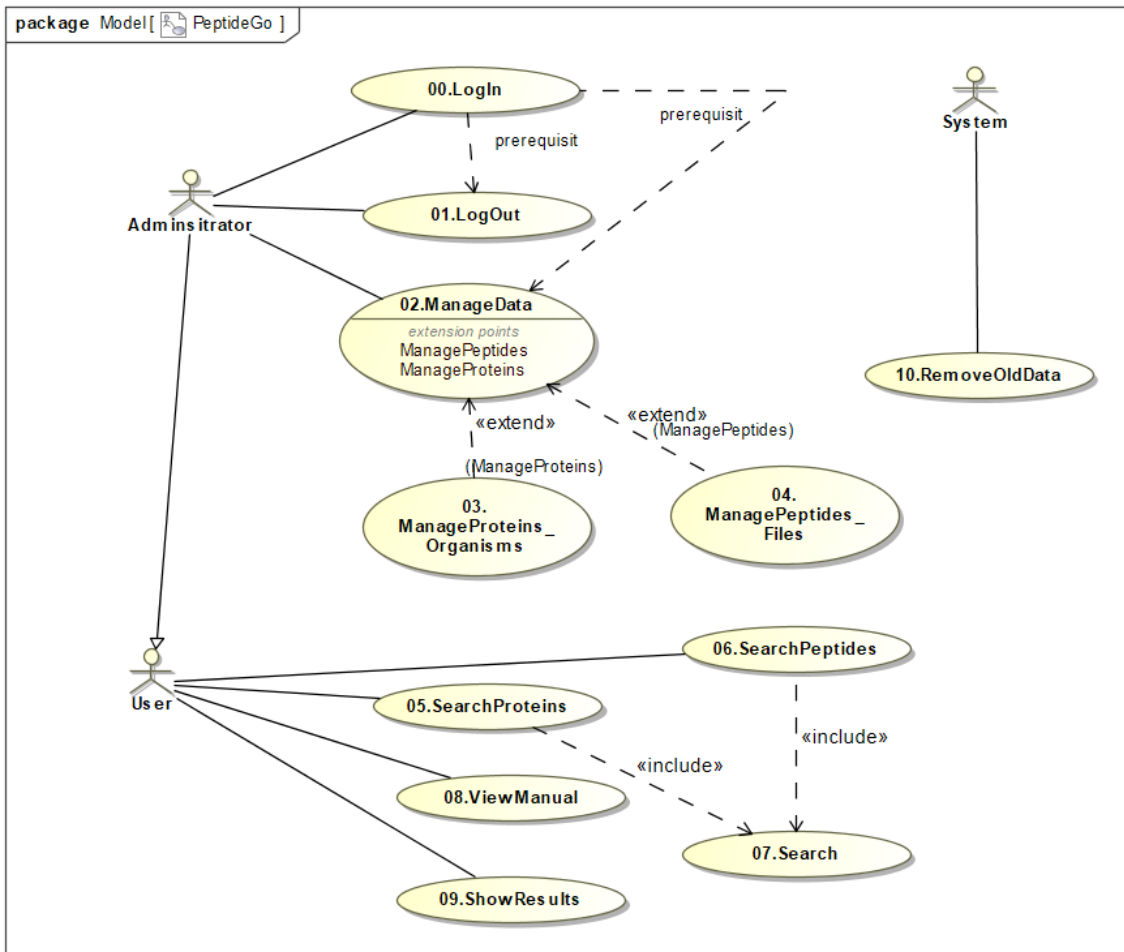 package Model [ PeptideGo ]
00.LogIn
prerequisit
System
prerequisit
Adminsitrator
01.LogOut
02.ManageData
extension points
ManagePeptides
ManageProteins
10.RemoveOldData
«extend»
(ManageProteins)
«extend»
(ManagePeptides)
03.
ManageProteins_
Organisms
04.
ManagePeptides_
Files
User
06.SearchPeptides
05.SearchProteins
«include»
«include»
08.ViewManual
07.Search
09.ShowResults